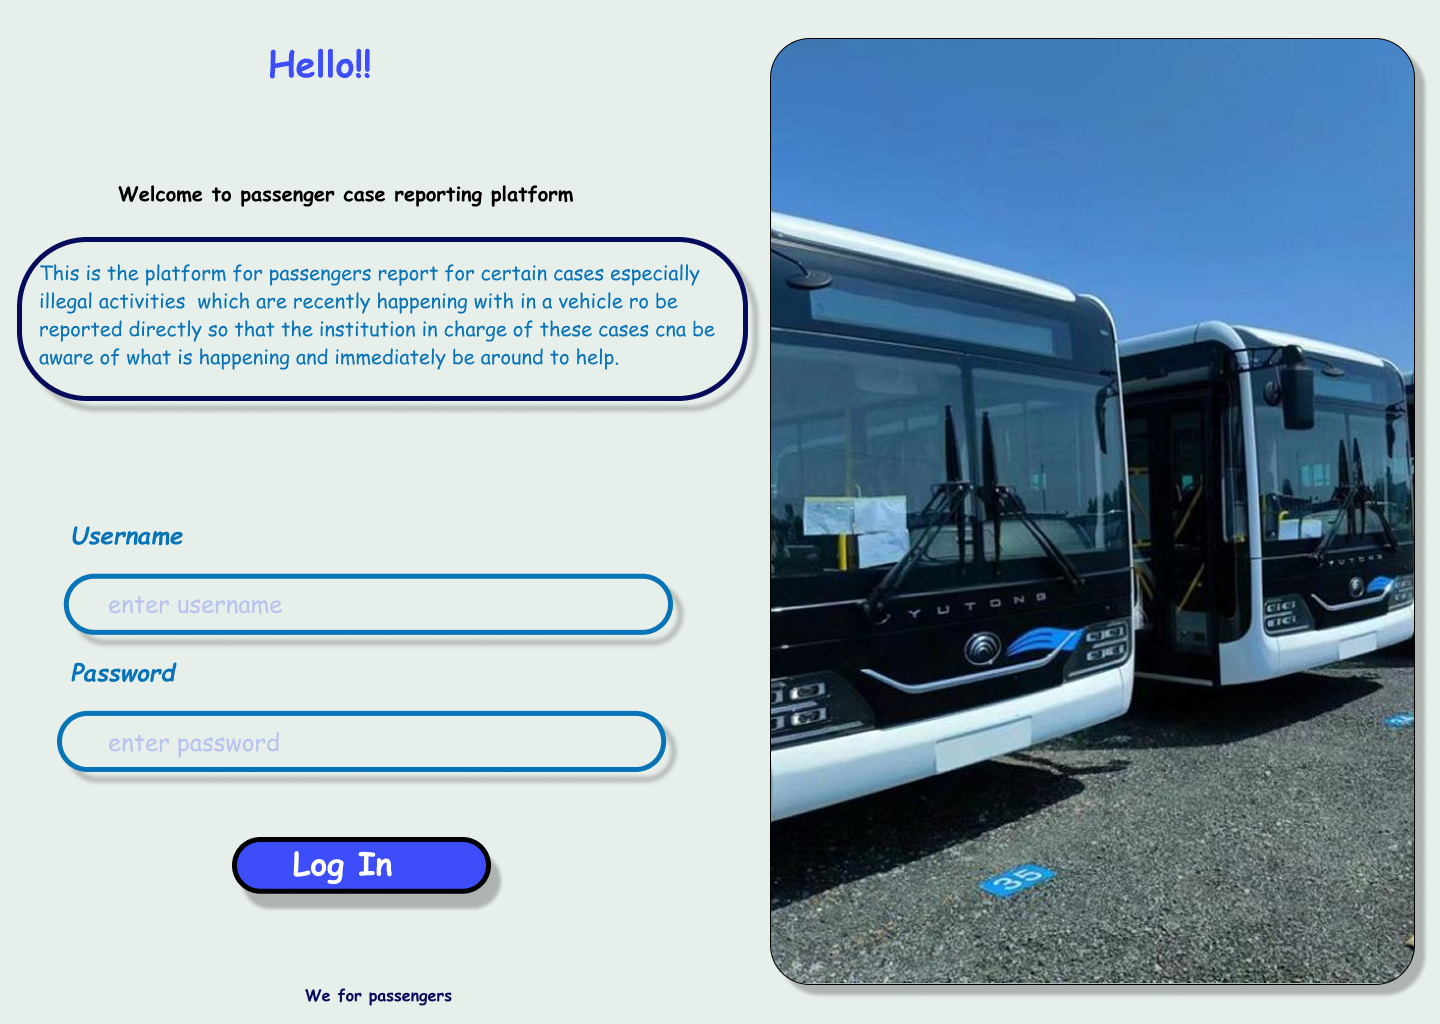 Hello!!
Welcome to passenger case reporting platform
This is the platform for passengers report for certain cases especially
illegal activities  which are recently happening with in a vehicle ro be
reported directly so that the institution in charge of these cases cna be
aware of what is happening and immediately be around to help.
Username
enter username
Password
enter password
Log In
We for passengers
YUTONG
YUTONG
35